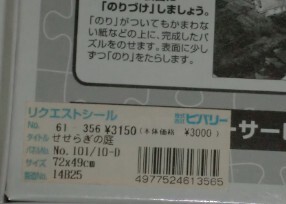 「のりづけ」しましょう。
「のり」がついてもかまわな
い紙などの上に、完成したパ
ズルをのせます。表面に少し
ずつ「のり」をたらします。
リクエストシール
ビバリー
No. 61 356 ¥3150 (本体価格 ¥3000)
タイトル せせらぎの庭
パネルNo. No.101/10-D
サイズ 72x49cm
14825
4977524613565
ーサー